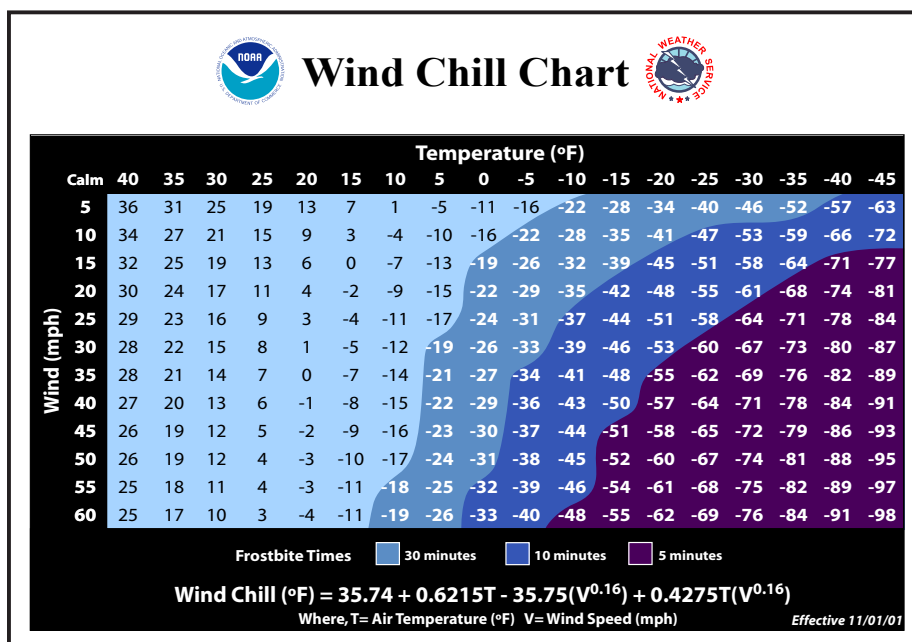 NATIONAL OCEANIC AND ATMOSPHERIC ADMINISTRATION
NOAA
U.S. DEPARTMENT OF COMMERCE
Wind Chill Chart
NATIONAL WEATHER SERVICE
Temperature (ºF)
Calm 40 35 30 25 20 15 10 5 0 -5 -10 -15 -20 -25 -30 -35 -40 -45
Wind (mph)
5 36 31 25 19 13 7 1 -5 -11 -16 -22 -28 -34 -40 -46 -52 -57 -63
10 34 27 21 15 9 3 -4 -10 -16 -22 -28 -35 -41 -47 -53 -59 -66 -72
15 32 25 19 13 6 0 -7 -13 -19 -26 -32 -39 -45 -51 -58 -64 -71 -77
20 30 24 17 11 4 -2 -9 -15 -22 -29 -35 -42 -48 -55 -61 -68 -74 -81
25 29 23 16 9 3 -4 -11 -17 -24 -31 -37 -44 -51 -58 -64 -71 -78 -84
30 28 22 15 8 1 -5 -12 -19 -26 -33 -39 -46 -53 -60 -67 -73 -80 -87
35 28 21 14 7 0 -7 -14 -21 -27 -34 -41 -48 -55 -62 -69 -76 -82 -89
40 27 20 13 6 -1 -8 -15 -22 -29 -36 -43 -50 -57 -64 -71 -78 -84 -91
45 26 19 12 5 -2 -9 -16 -23 -30 -37 -44 -51 -58 -65 -72 -79 -86 -93
50 26 19 12 4 -3 -10 -17 -24 -31 -38 -45 -52 -60 -67 -74 -81 -88 -95
55 25 18 11 4 -3 -11 -18 -25 -32 -39 -46 -54 -61 -68 -75 -82 -89 -97
60 25 17 10 3 -4 -11 -19 -26 -33 -40 -48 -55 -62 -69 -76 -84 -91 -98
Frostbite Times 30 minutes 10 minutes 5 minutes
Wind Chill (ºF) = 35.74 + 0.6215T - 35.75(V^0.16) + 0.4275T(V^0.16)
Where, T= Air Temperature (ºF) V= Wind Speed (mph) Effective 11/01/01